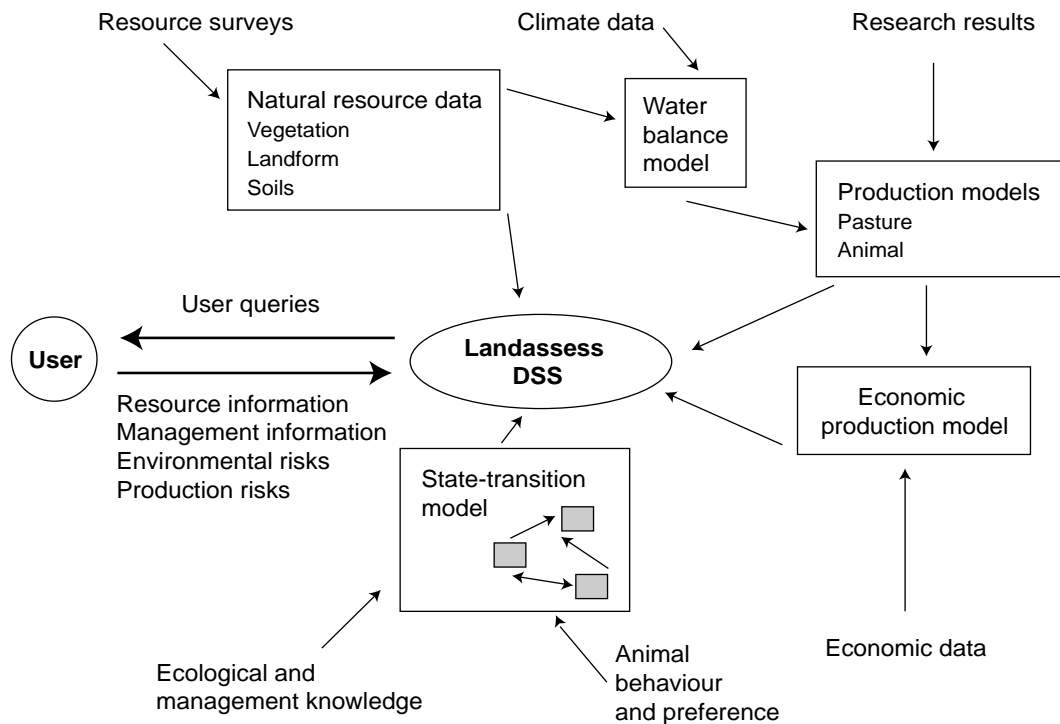 Resource surveys
Climate data
Research results
Natural resource data
Vegetation
Landform
Soils
Water
balance
model
Production models
Pasture
Animal
User queries
User
Landassess
DSS
Resource information
Management information
Environmental risks
Production risks
Economic
production model
State-transition
model
Ecological and
management knowledge
Animal
behaviour
and preference
Economic data